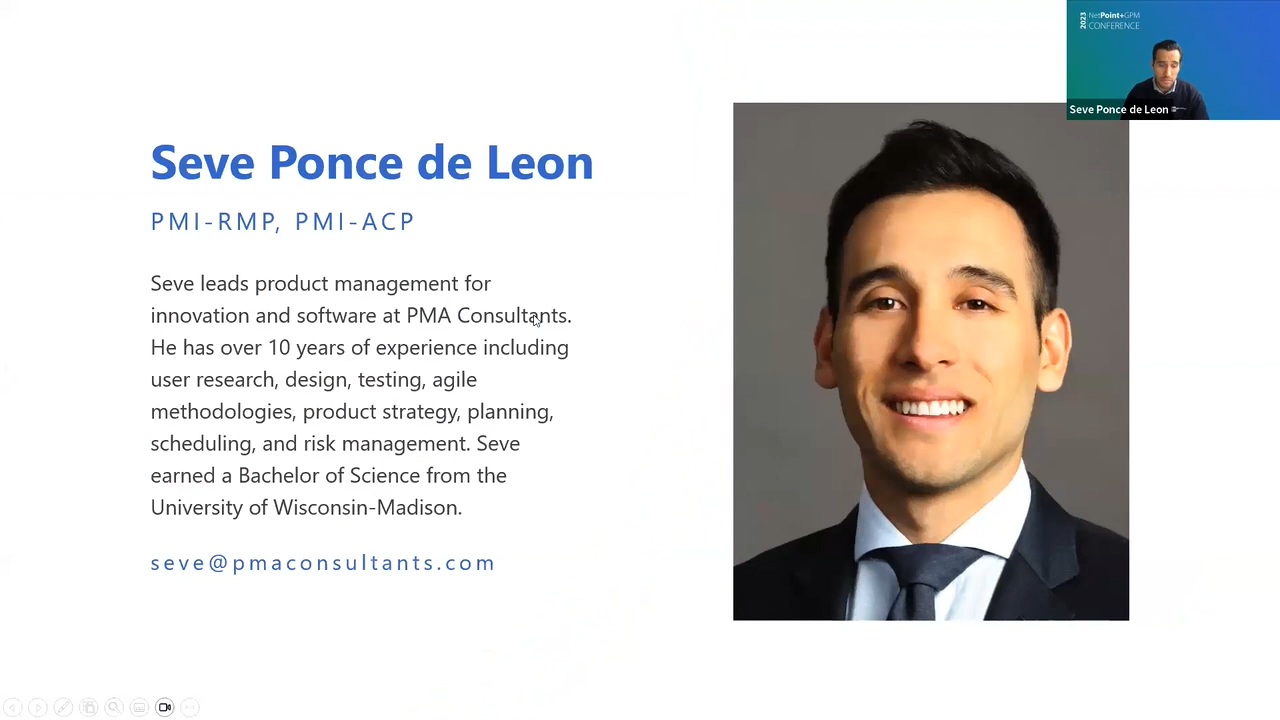 Seve Ponce de Leon
PMI-RMP, PMI-ACP
Seve leads product management for
innovation and software at PMA Consultants.
He has over 10 years of experience including
user research, design, testing, agile
methodologies, product strategy, planning,
scheduling, and risk management. Seve
earned a Bachelor of Science from the
University of Wisconsin-Madison.
seve@pmaconsultants.com
2023
NetPoint+GPM
CONFERENCE
Seve Ponce de Leon